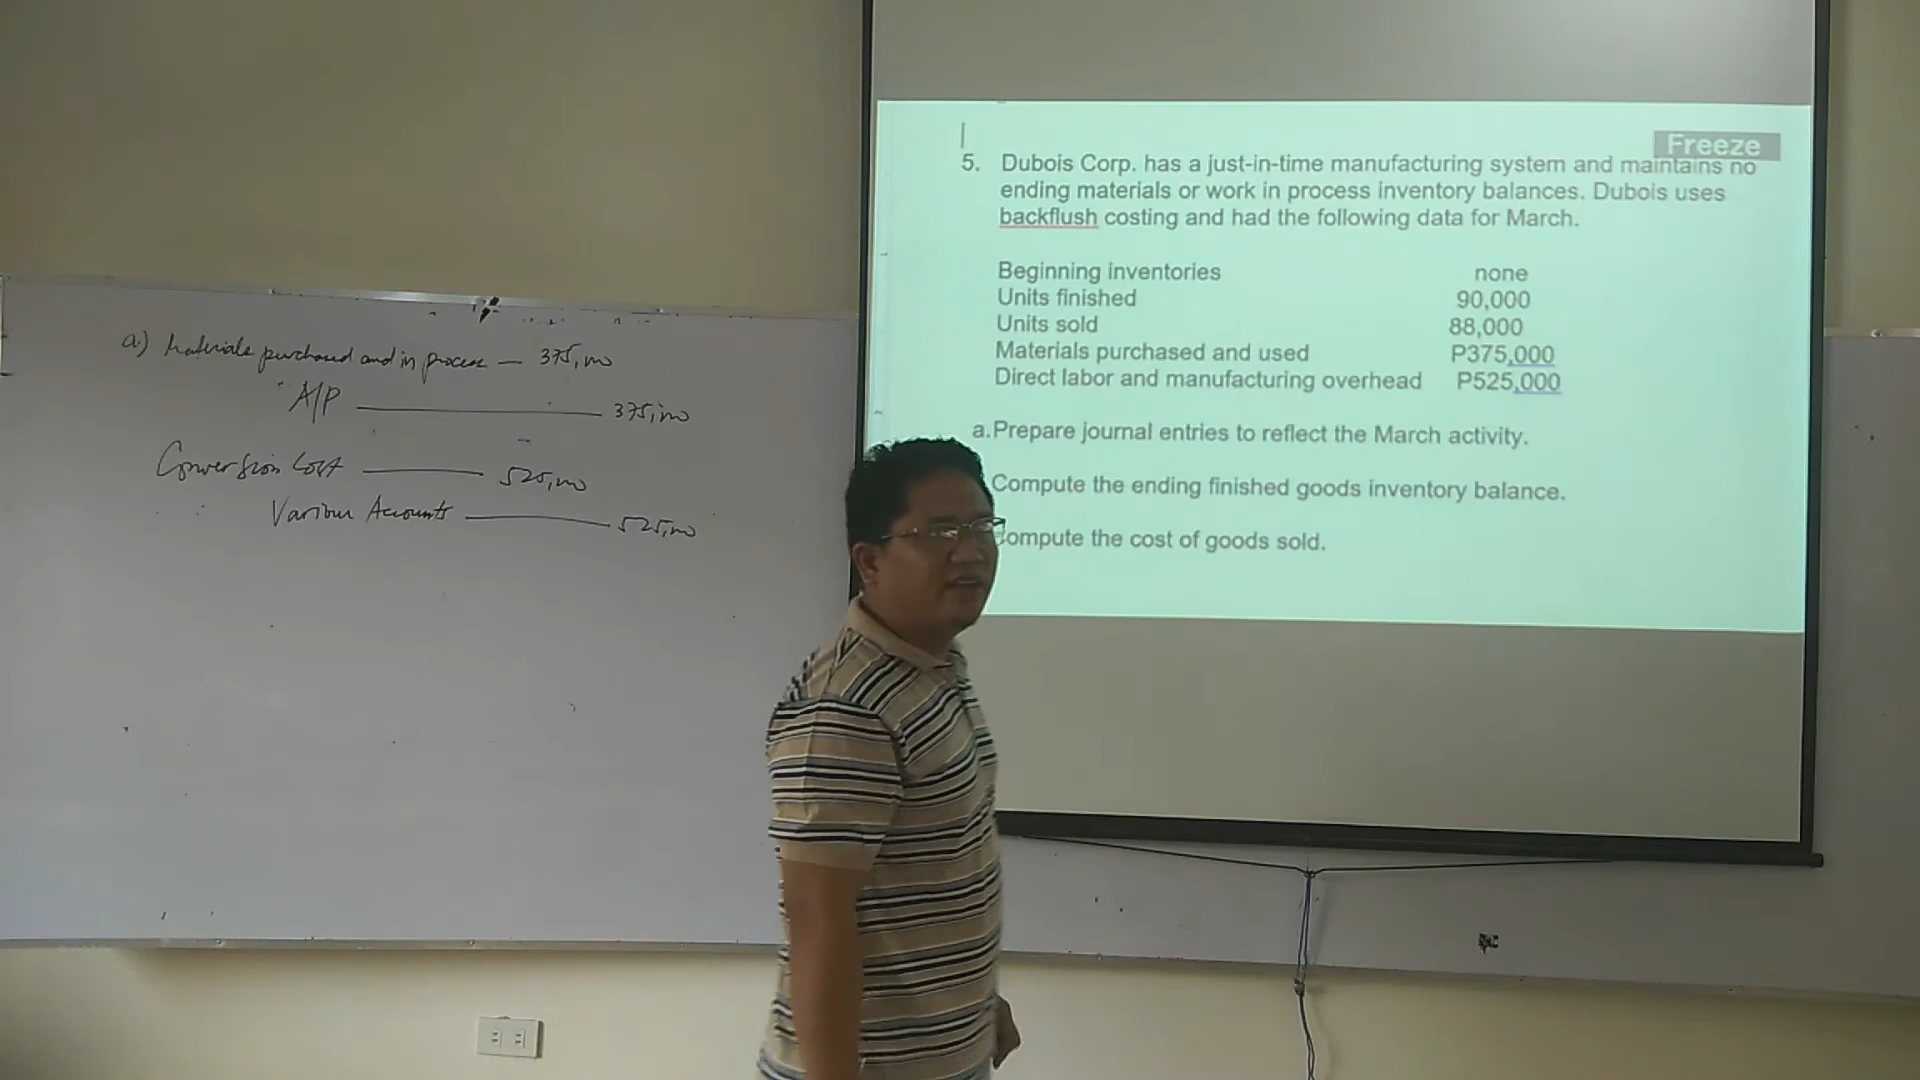 a.) Materials purchased and in process — 375,000
A/P 375,000
Conversion Cost 525,000
Various Accounts 525,000
Freeze
5. Dubois Corp. has a just-in-time manufacturing system and maintains no
ending materials or work in process inventory balances. Dubois uses
backflush costing and had the following data for March.
Beginning inventories none
Units finished 90,000
Units sold 88,000
Materials purchased and used P375,000
Direct labor and manufacturing overhead P525,000
a.Prepare journal entries to reflect the March activity.
Compute the ending finished goods inventory balance.
Compute the cost of goods sold.